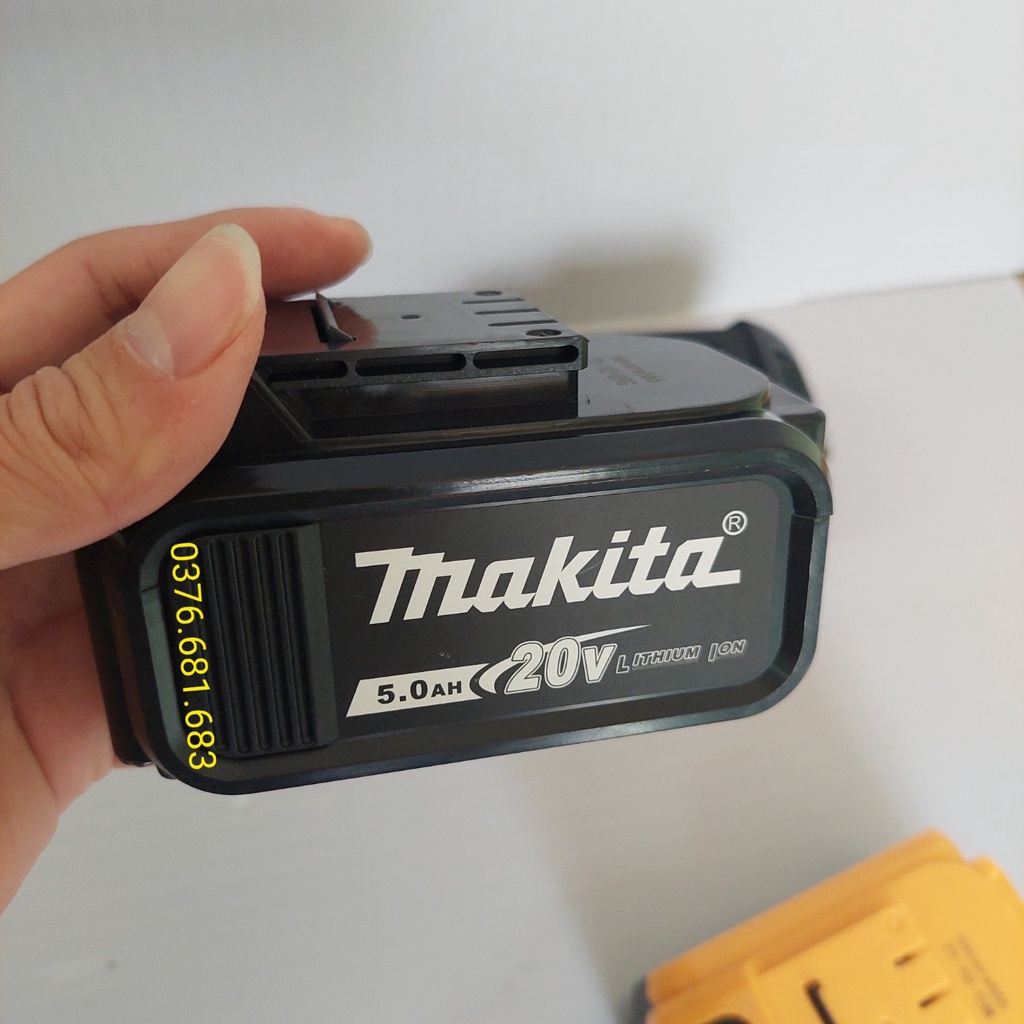 makita®
5.0AH 20V LITHIUM ION
0376.681.683